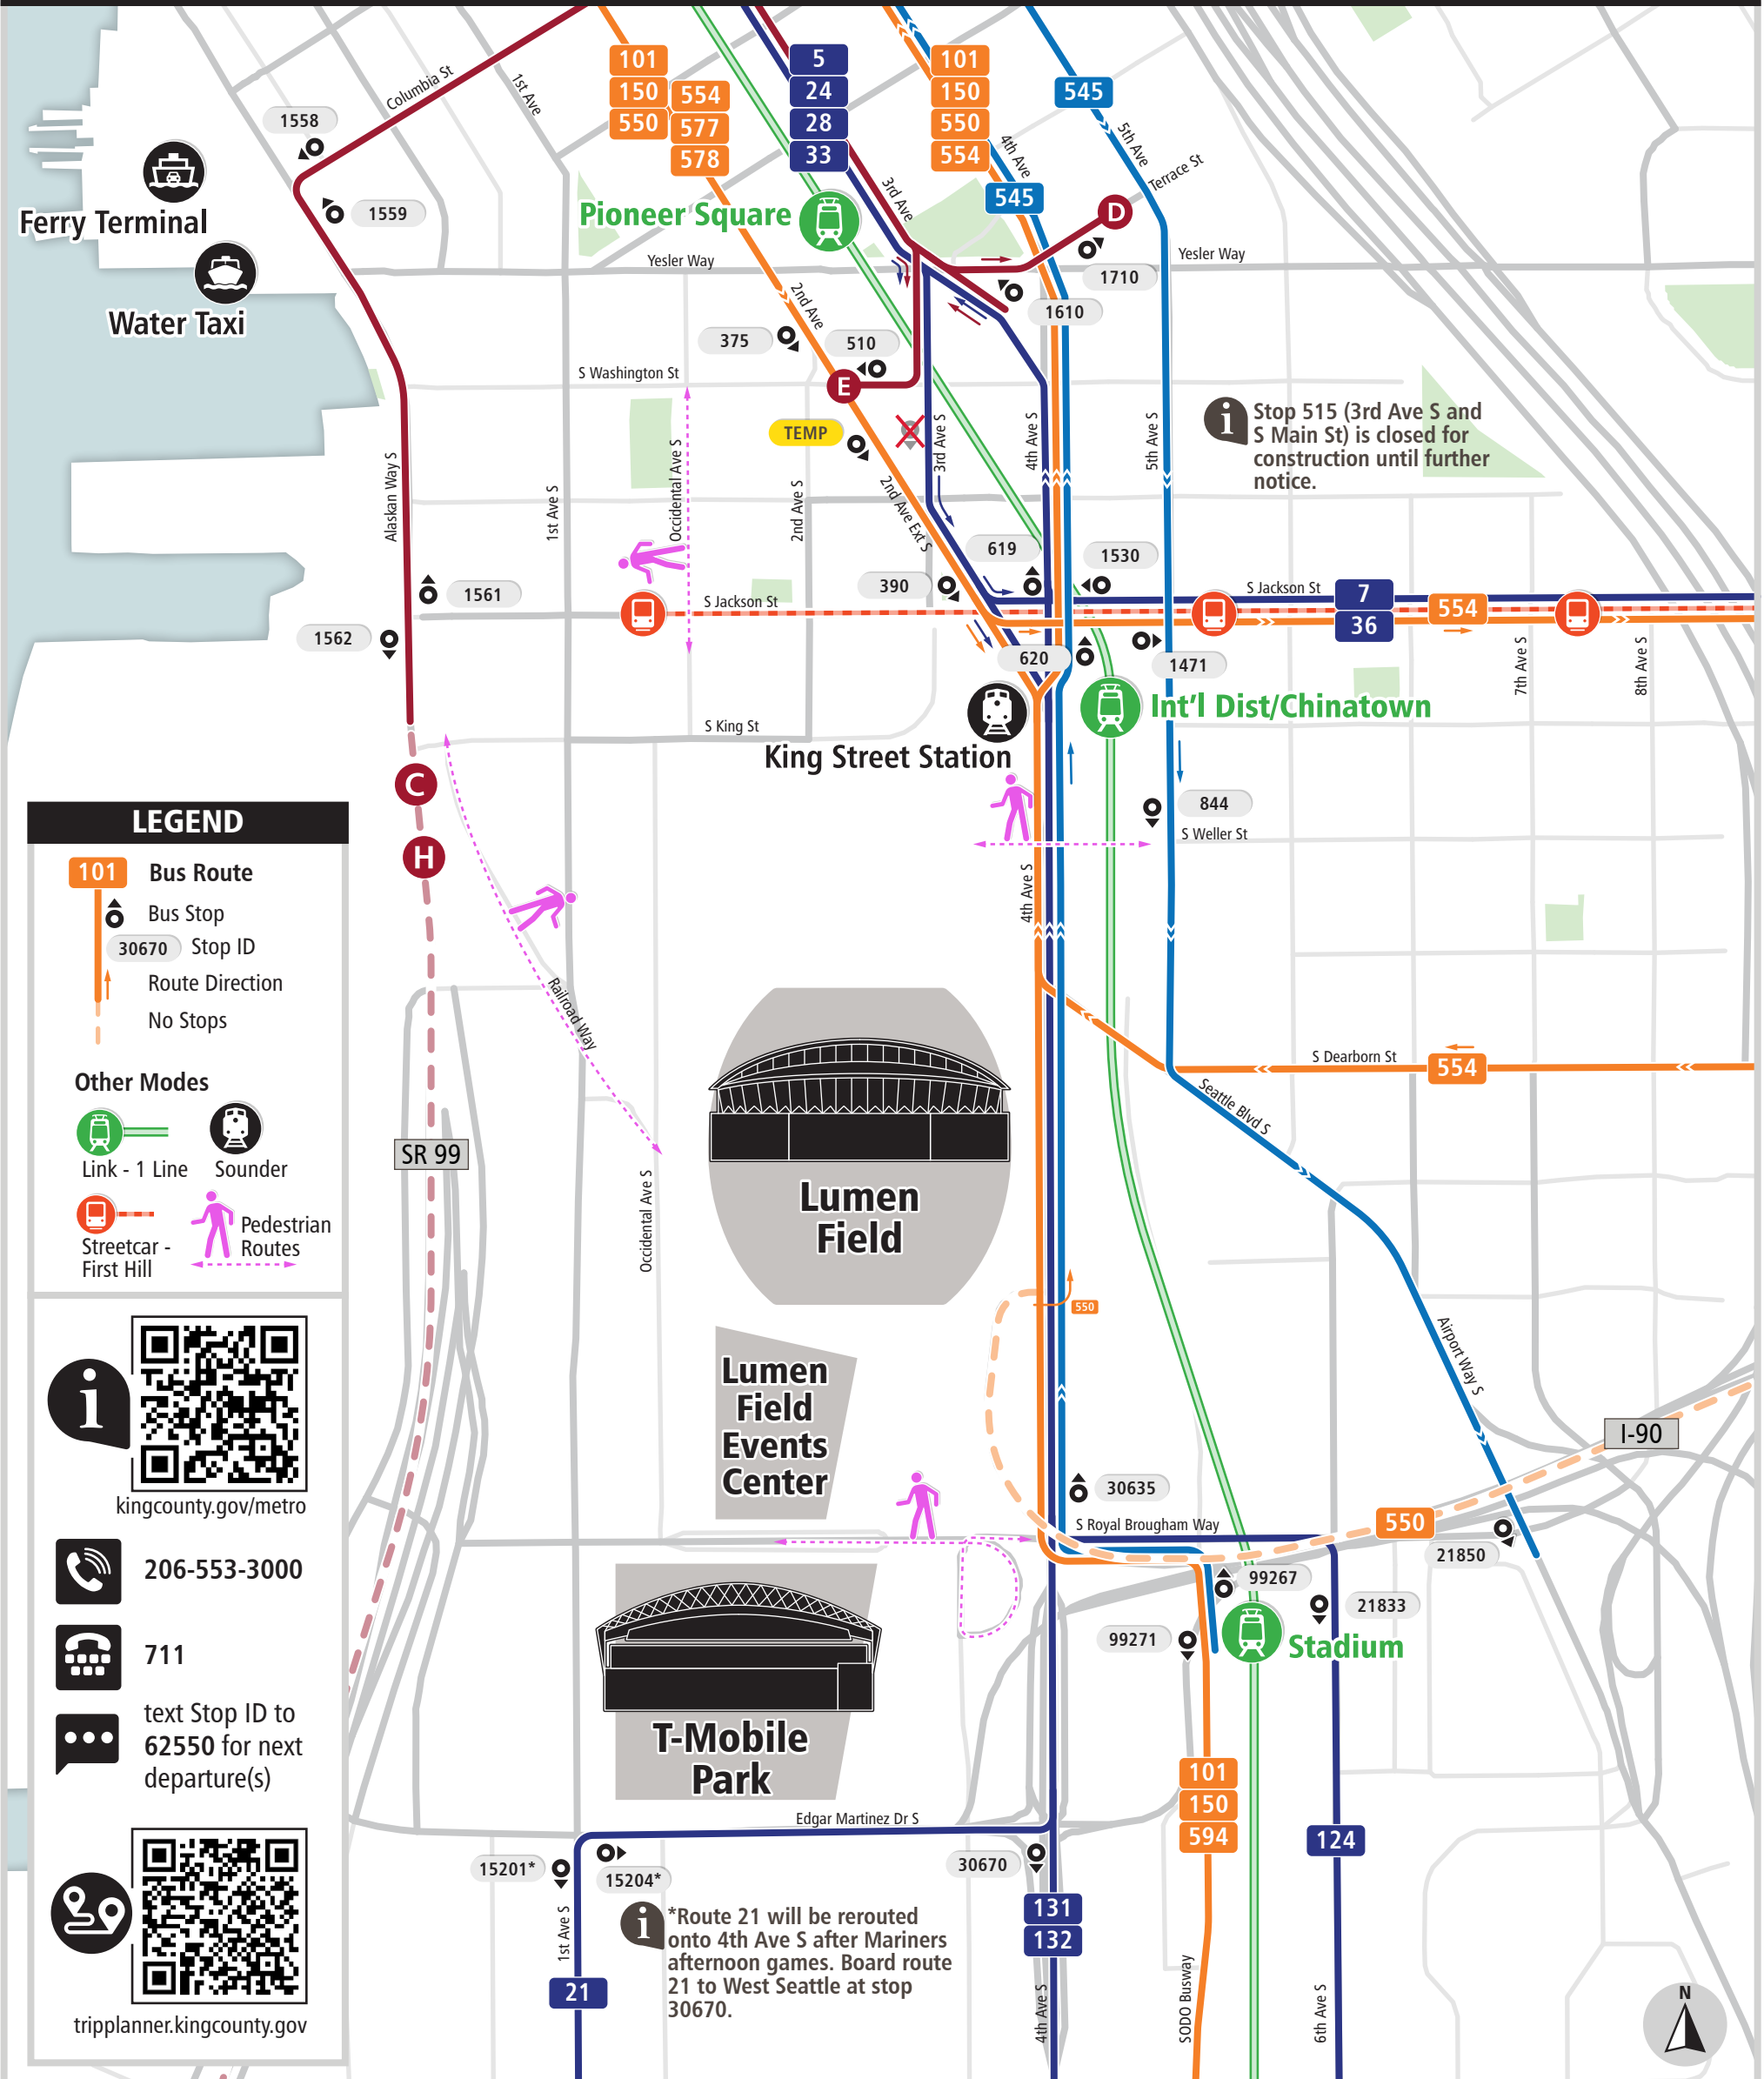 101
150
550
554
577
578
5
24
28
33
101
150
550
554
545
545
Columbia St
1st Ave
1558
1559
Ferry Terminal
Water Taxi
Pioneer Square
3rd Ave
4th Ave
5th Ave
Terrace St
D
Yesler Way
Yesler Way
1710
1610
2nd Ave
375
510
S Washington St
E
TEMP
3rd Ave S
4th Ave S
5th Ave S
i
Stop 515 (3rd Ave S and
S Main St) is closed for
construction until further
notice.
Alaskan Way S
1st Ave S
Occidental Ave S
2nd Ave S
2nd Ave Ext S
619
1530
390
1561
1562
S Jackson St
S Jackson St
7
36
554
620
1471
7th Ave S
8th Ave S
Int'l Dist/Chinatown
King Street Station
S King St
C
H
844
S Weller St
4th Ave S
Railroad Way
S Dearborn St
554
Seattle Blvd S
SR 99
Occidental Ave S
Lumen
Field
550
Airport Way S
Lumen
Field
Events
Center
I-90
30635
S Royal Brougham Way
550
21850
99267
21833
99271
Stadium
T-Mobile
Park
101
150
594
124
Edgar Martinez Dr S
15201*
15204*
30670
i
*Route 21 will be rerouted
onto 4th Ave S after Mariners
afternoon games. Board route
21 to West Seattle at stop
30670.
131
132
1st Ave S
21
4th Ave S
SODO Busway
6th Ave S
N
LEGEND
101
Bus Route
Bus Stop
30670
Stop ID
Route Direction
No Stops
Other Modes
Link - 1 Line
Sounder
Streetcar -
First Hill
Pedestrian
Routes
i
kingcounty.gov/metro
206-553-3000
711
text Stop ID to
62550 for next
departure(s)
tripplanner.kingcounty.gov